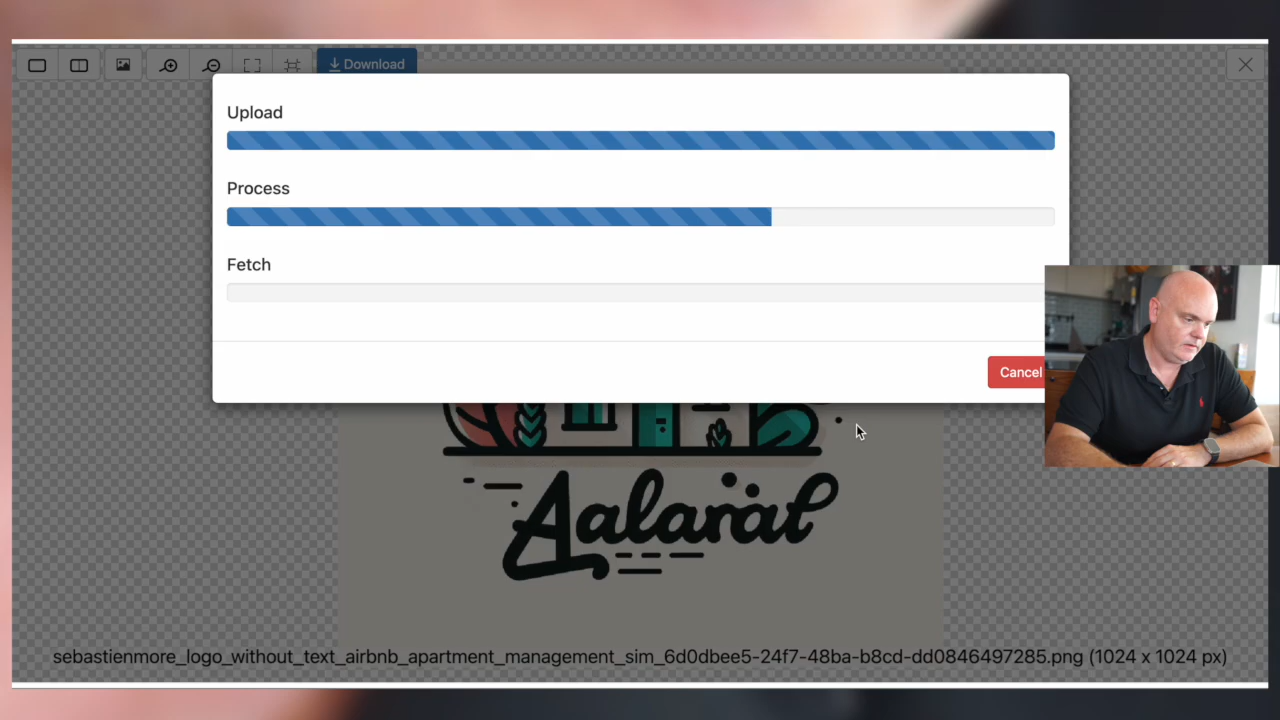 Download
Upload
Process
Fetch
Cancel
Aalarat
sebastienmore_logo_without_text_airbnb_apartment_management_sim_6d0dbee5-24f7-48ba-b8cd-dd0846497285.png (1024 x 1024 px)